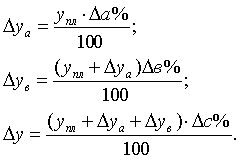 Δy_a = (y_пл · Δa%) / 100;
Δy_в = ((y_пл + Δy_a)Δв%) / 100;
Δy = ((y_пл + Δy_a + Δy_в) · Δc%) / 100.